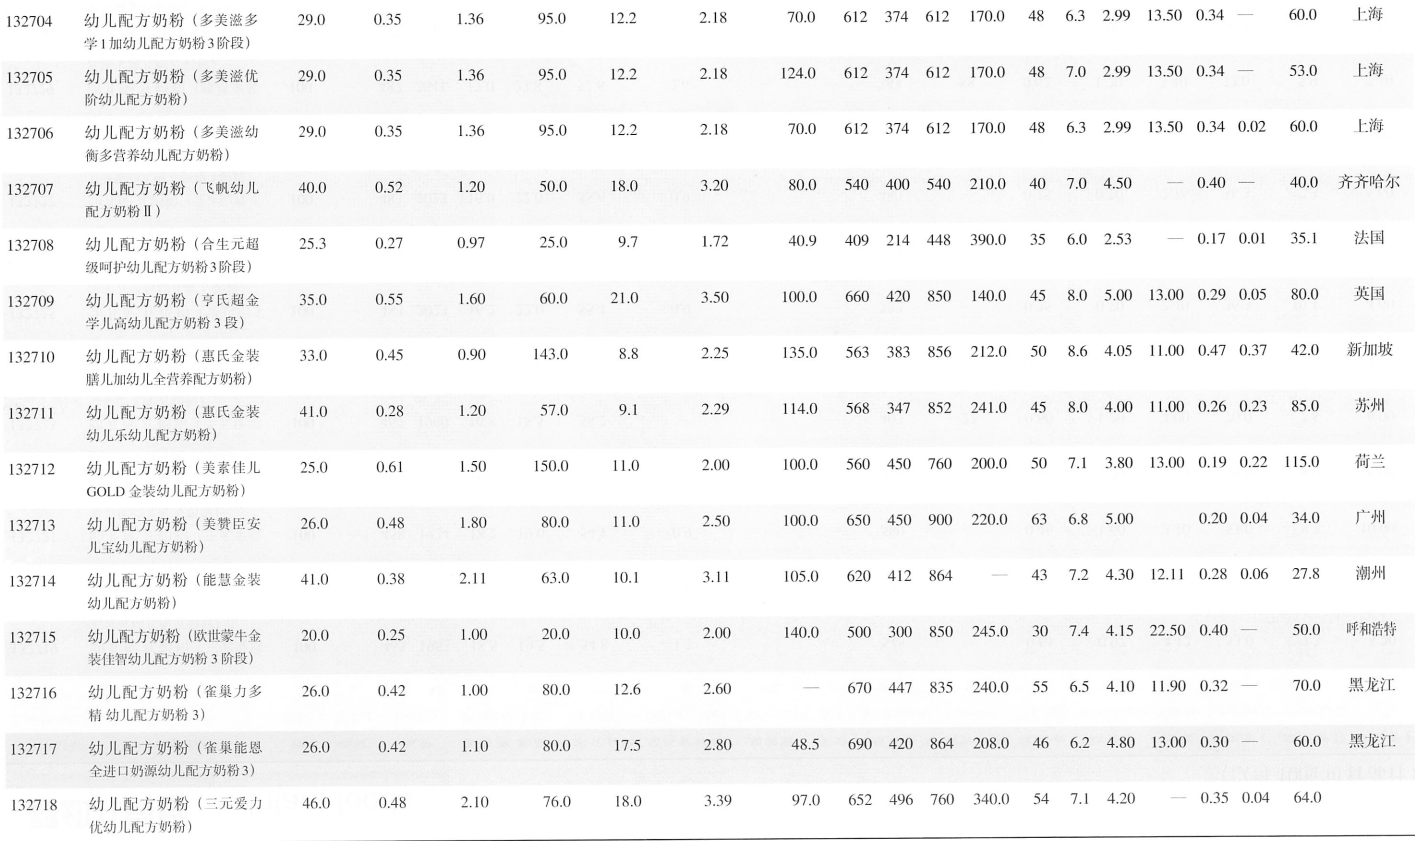 132704 幼儿配方奶粉（多美滋多 29.0 0.35 1.36 95.0 12.2 2.18 70.0 612 374 612 170.0 48 6.3 2.99 13.50 0.34 — 60.0 上海
学1加幼儿配方奶粉3阶段）
132705 幼儿配方奶粉（多美滋优 29.0 0.35 1.36 95.0 12.2 2.18 124.0 612 374 612 170.0 48 7.0 2.99 13.50 0.34 — 53.0 上海
阶幼儿配方奶粉）
132706 幼儿配方奶粉（多美滋幼 29.0 0.35 1.36 95.0 12.2 2.18 70.0 612 374 612 170.0 48 6.3 2.99 13.50 0.34 0.02 60.0 上海
衡多营养幼儿配方奶粉）
132707 幼儿配方奶粉（飞帆幼儿 40.0 0.52 1.20 50.0 18.0 3.20 80.0 540 400 540 210.0 40 7.0 4.50 — 0.40 — 40.0 齐齐哈尔
配方奶粉Ⅱ）
132708 幼儿配方奶粉（合生元超 25.3 0.27 0.97 25.0 9.7 1.72 40.9 409 214 448 390.0 35 6.0 2.53 — 0.17 0.01 35.1 法国
级呵护幼儿配方奶粉3阶段）
132709 幼儿配方奶粉（亨氏超金 35.0 0.55 1.60 60.0 21.0 3.50 100.0 660 420 850 140.0 45 8.0 5.00 13.00 0.29 0.05 80.0 英国
学儿高幼儿配方奶粉 3 段）
132710 幼儿配方奶粉（惠氏金装 33.0 0.45 0.90 143.0 8.8 2.25 135.0 563 383 856 212.0 50 8.6 4.05 11.00 0.47 0.37 42.0 新加坡
膳儿加幼儿全营养配方奶粉）
132711 幼儿配方奶粉（惠氏金装 41.0 0.28 1.20 57.0 9.1 2.29 114.0 568 347 852 241.0 45 8.0 4.00 11.00 0.26 0.23 85.0 苏州
幼儿乐幼儿配方奶粉）
132712 幼儿配方奶粉（美素佳儿 25.0 0.61 1.50 150.0 11.0 2.00 100.0 560 450 760 200.0 50 7.1 3.80 13.00 0.19 0.22 115.0 荷兰
GOLD 金装幼儿配方奶粉）
132713 幼儿配方奶粉（美赞臣安 26.0 0.48 1.80 80.0 11.0 2.50 100.0 650 450 900 220.0 63 6.8 5.00 0.20 0.04 34.0 广州
儿宝幼儿配方奶粉）
132714 幼儿配方奶粉（能慧金装 41.0 0.38 2.11 63.0 10.1 3.11 105.0 620 412 864 — 43 7.2 4.30 12.11 0.28 0.06 27.8 潮州
幼儿配方奶粉）
132715 幼儿配方奶粉（欧世蒙牛金 20.0 0.25 1.00 20.0 10.0 2.00 140.0 500 300 850 245.0 30 7.4 4.15 22.50 0.40 — 50.0 呼和浩特
装佳智幼儿配方奶粉 3 阶段）
132716 幼儿配方奶粉（雀巢力多 26.0 0.42 1.00 80.0 12.6 2.60 — 670 447 835 240.0 55 6.5 4.10 11.90 0.32 — 70.0 黑龙江
精 幼儿配方奶粉 3）
132717 幼儿配方奶粉（雀巢能恩 26.0 0.42 1.10 80.0 17.5 2.80 48.5 690 420 864 208.0 46 6.2 4.80 13.00 0.30 — 60.0 黑龙江
全进口奶源幼儿配方奶粉3）
132718 幼儿配方奶粉（三元爱力 46.0 0.48 2.10 76.0 18.0 3.39 97.0 652 496 760 340.0 54 7.1 4.20 — 0.35 0.04 64.0
优幼儿配方奶粉）